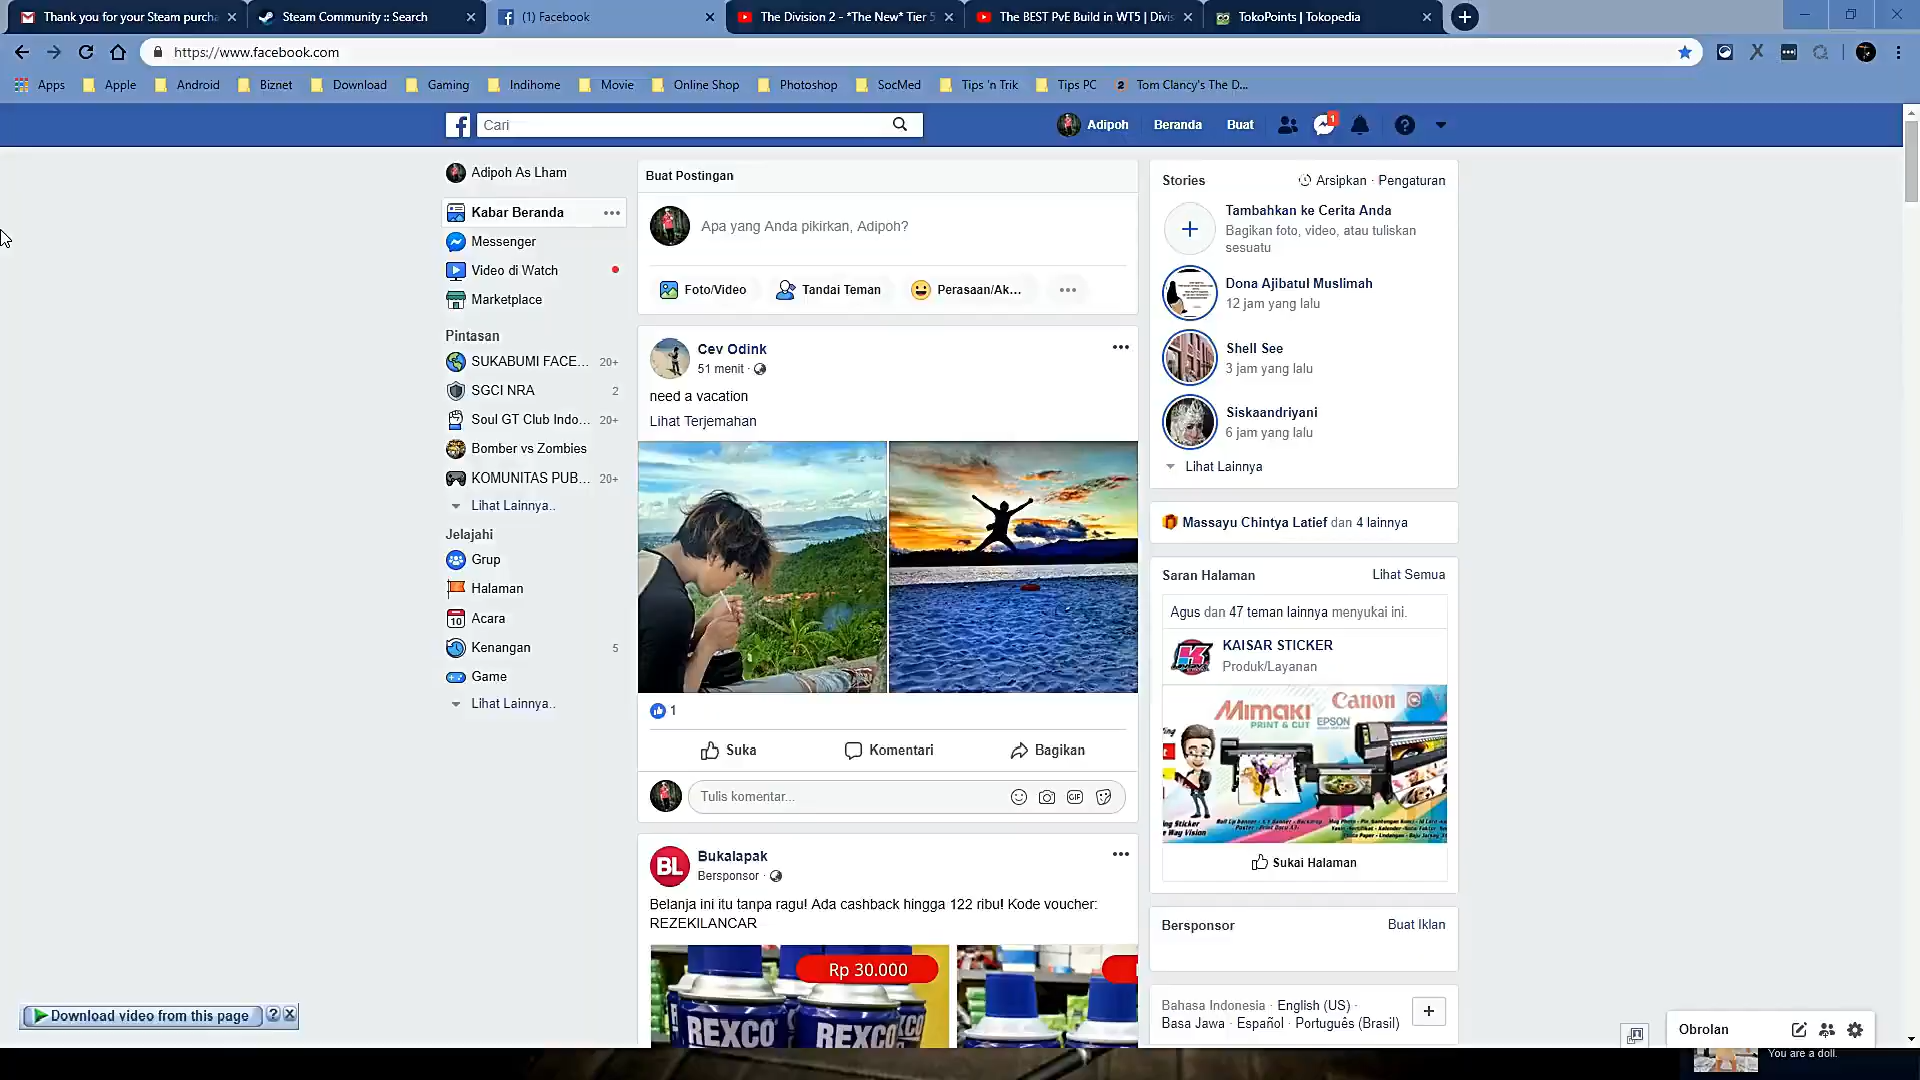 Thank you for your Steam purcha
Steam Community :: Search
(1) Facebook
The Division 2 - *The New* Tier 5
The BEST PvE Build in WT5 | Divis
TokoPoints | Tokopedia
https://www.facebook.com
Apps
Apple
Android
Biznet
Download
Gaming
Indihome
Movie
Online Shop
Photoshop
SocMed
Tips 'n Trik
Tips PC
Tom Clancy's The D...
Cari
Adipoh
Beranda
Buat
1
Adipoh As Lham
Kabar Beranda
Messenger
Video di Watch
Marketplace
Pintasan
SUKABUMI FACE... 20+
SGCI NRA 2
Soul GT Club Indo... 20+
Bomber vs Zombies
KOMUNITAS PUB... 20+
Lihat Lainnya..
Jelajahi
Grup
Halaman
10 Acara
Kenangan 5
Game
Lihat Lainnya..
Buat Postingan
Apa yang Anda pikirkan, Adipoh?
Foto/Video
Tandai Teman
Perasaan/Ak...
Cev Odink
51 menit ·
need a vacation
Lihat Terjemahan
1
Suka
Komentari
Bagikan
Tulis komentar...
GIF
BL
Bukalapak
Bersponsor ·
Belanja ini itu tanpa ragu! Ada cashback hingga 122 ribu! Kode voucher:
REZEKILANCAR
Rp 30.000
REXCO
REXCO
Stories
Arsipkan · Pengaturan
Tambahkan ke Cerita Anda
Bagikan foto, video, atau tuliskan
sesuatu
Dona Ajibatul Muslimah
12 jam yang lalu
Shell See
3 jam yang lalu
Siskaandriyani
6 jam yang lalu
Lihat Lainnya
Massayu Chintya Latief dan 4 lainnya
Saran Halaman
Lihat Semua
Agus dan 47 teman lainnya menyukai ini.
KAISAR STICKER
Produk/Layanan
MIMAKI
PRINT & CUT
Canon
EPSON
Sukai Halaman
Bersponsor
Buat Iklan
Bahasa Indonesia · English (US) ·
Basa Jawa · Español · Português (Brasil)
Download video from this page
Obrolan
You are a doll.